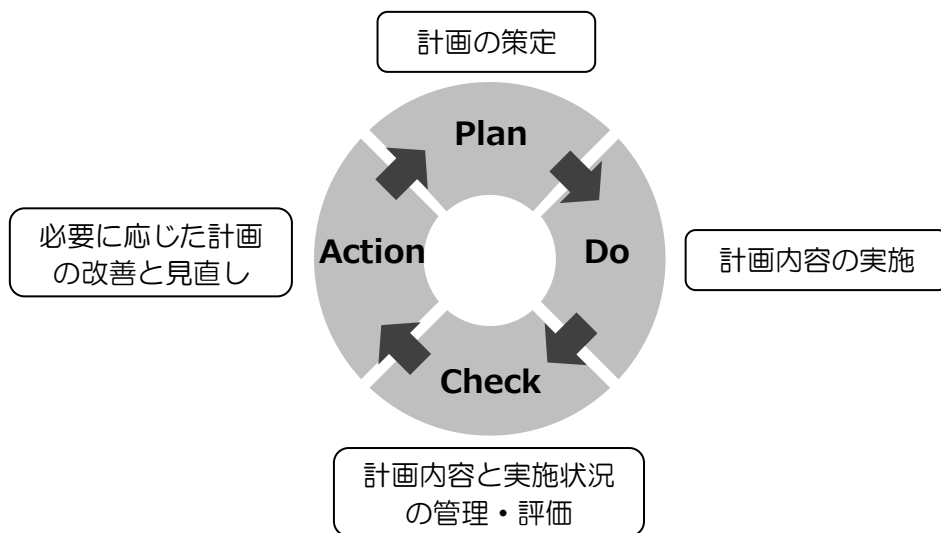 計画の策定
Plan
必要に応じた計画
の改善と見直し
Action
Do
計画内容の実施
Check
計画内容と実施状況
の管理・評価